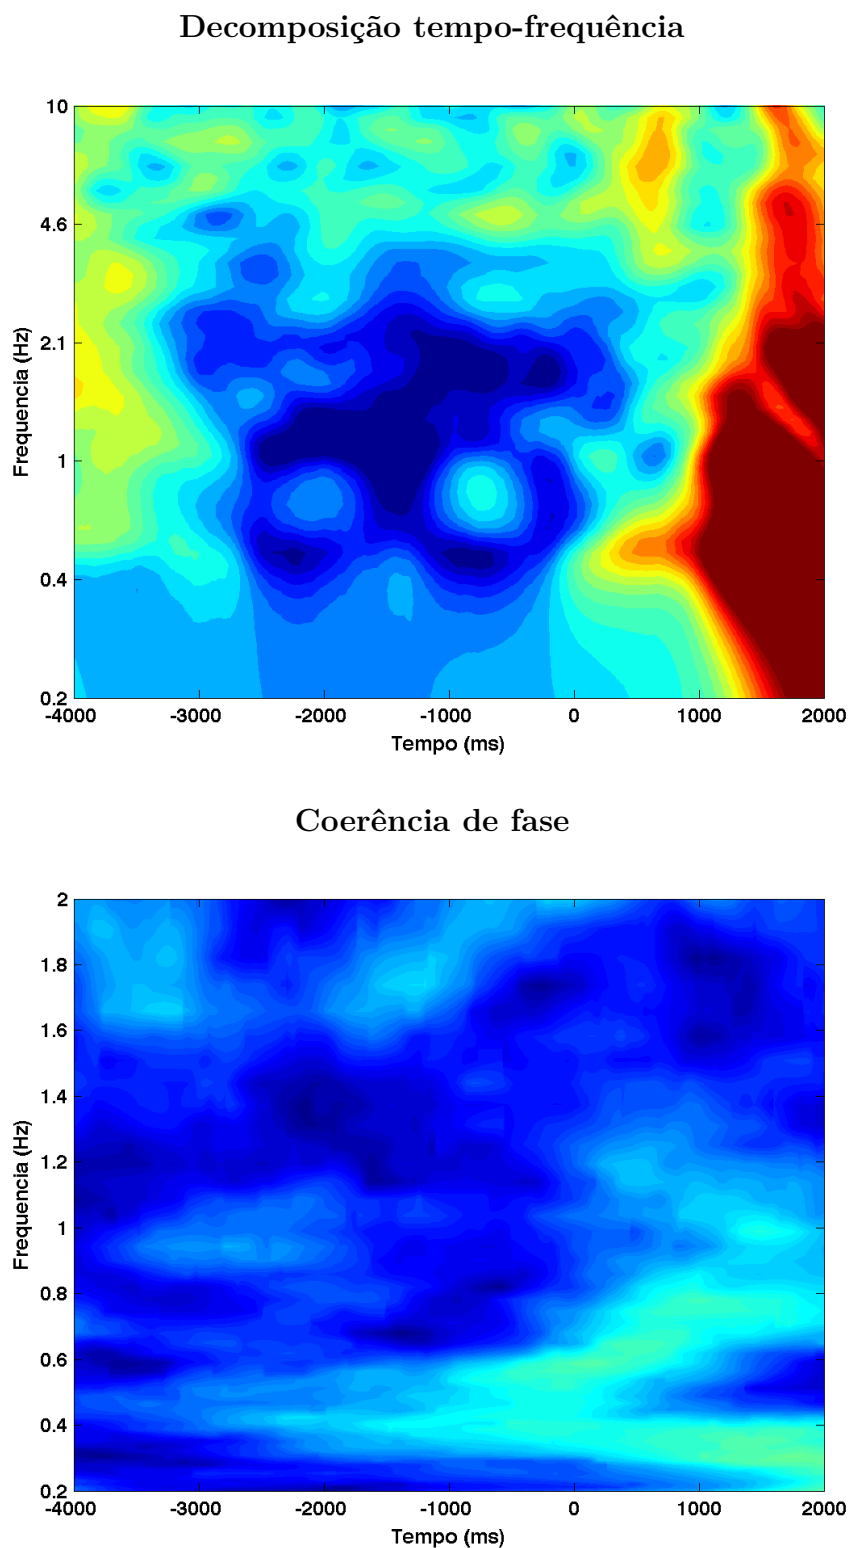 Decomposição tempo-frequência
10
4.6
2.1
1
0.4
0.2
Frequencia (Hz)
-4000 -3000 -2000 -1000 0 1000 2000
Tempo (ms)
Coerência de fase
2
1.8
1.6
1.4
1.2
1
0.8
0.6
0.4
0.2
Frequencia (Hz)
-4000 -3000 -2000 -1000 0 1000 2000
Tempo (ms)